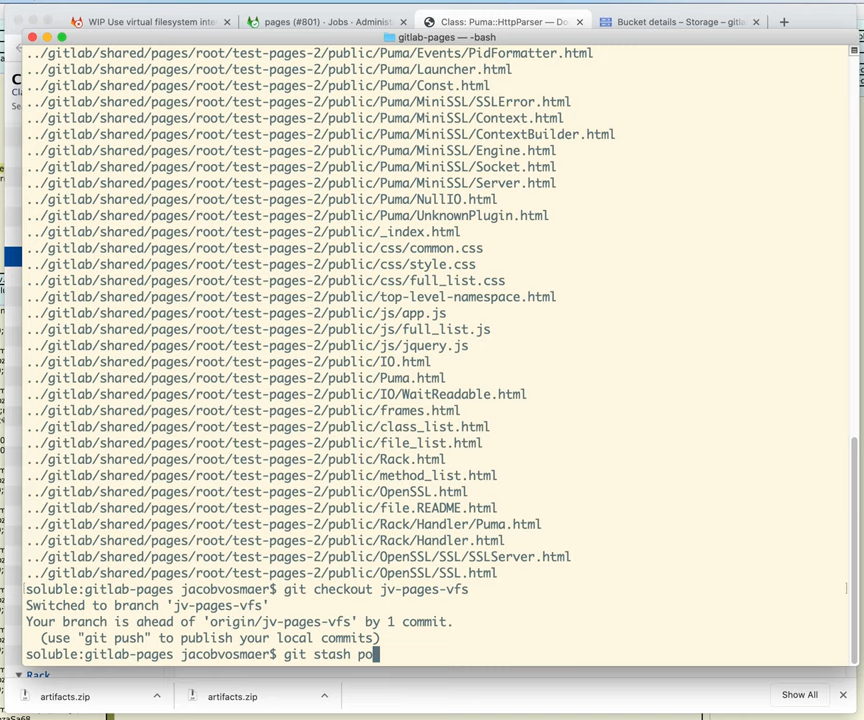 WIP Use virtual filesystem inte
pages (#801) · Jobs · Administ
Class: Puma::HttpParser — Do
Bucket details – Storage – gitla
gitlab-pages — -bash
../gitlab/shared/pages/root/test-pages-2/public/Puma/Events/PidFormatter.html
../gitlab/shared/pages/root/test-pages-2/public/Puma/Launcher.html
../gitlab/shared/pages/root/test-pages-2/public/Puma/Const.html
../gitlab/shared/pages/root/test-pages-2/public/Puma/MiniSSL/SSLError.html
../gitlab/shared/pages/root/test-pages-2/public/Puma/MiniSSL/Context.html
../gitlab/shared/pages/root/test-pages-2/public/Puma/MiniSSL/ContextBuilder.html
../gitlab/shared/pages/root/test-pages-2/public/Puma/MiniSSL/Engine.html
../gitlab/shared/pages/root/test-pages-2/public/Puma/MiniSSL/Socket.html
../gitlab/shared/pages/root/test-pages-2/public/Puma/MiniSSL/Server.html
../gitlab/shared/pages/root/test-pages-2/public/Puma/NullIO.html
../gitlab/shared/pages/root/test-pages-2/public/Puma/UnknownPlugin.html
../gitlab/shared/pages/root/test-pages-2/public/_index.html
../gitlab/shared/pages/root/test-pages-2/public/css/common.css
../gitlab/shared/pages/root/test-pages-2/public/css/style.css
../gitlab/shared/pages/root/test-pages-2/public/css/full_list.css
../gitlab/shared/pages/root/test-pages-2/public/top-level-namespace.html
../gitlab/shared/pages/root/test-pages-2/public/js/app.js
../gitlab/shared/pages/root/test-pages-2/public/js/full_list.js
../gitlab/shared/pages/root/test-pages-2/public/js/jquery.js
../gitlab/shared/pages/root/test-pages-2/public/IO.html
../gitlab/shared/pages/root/test-pages-2/public/Puma.html
../gitlab/shared/pages/root/test-pages-2/public/IO/WaitReadable.html
../gitlab/shared/pages/root/test-pages-2/public/frames.html
../gitlab/shared/pages/root/test-pages-2/public/class_list.html
../gitlab/shared/pages/root/test-pages-2/public/file_list.html
../gitlab/shared/pages/root/test-pages-2/public/Rack.html
../gitlab/shared/pages/root/test-pages-2/public/method_list.html
../gitlab/shared/pages/root/test-pages-2/public/OpenSSL.html
../gitlab/shared/pages/root/test-pages-2/public/file.README.html
../gitlab/shared/pages/root/test-pages-2/public/Rack/Handler/Puma.html
../gitlab/shared/pages/root/test-pages-2/public/Rack/Handler.html
../gitlab/shared/pages/root/test-pages-2/public/OpenSSL/SSL/SSLServer.html
../gitlab/shared/pages/root/test-pages-2/public/OpenSSL/SSL.html
[soluble:gitlab-pages jacobvosmaer$ git checkout jv-pages-vfs ]
Switched to branch 'jv-pages-vfs'
Your branch is ahead of 'origin/jv-pages-vfs' by 1 commit.
(use "git push" to publish your local commits)
soluble:gitlab-pages jacobvosmaer$ git stash po
Rack
artifacts.zip
artifacts.zip
Show All